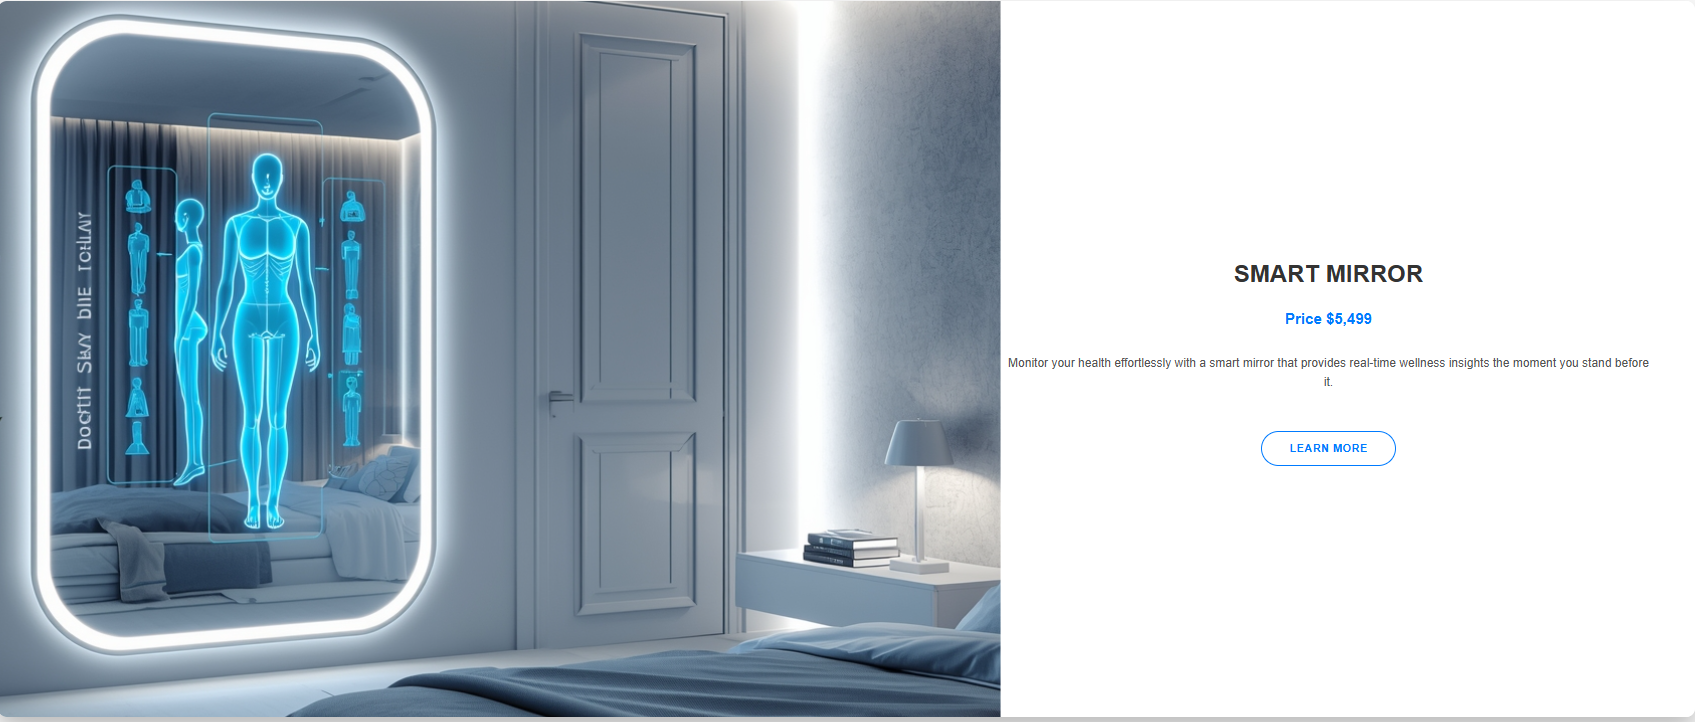 SMART MIRROR
Price $5,499
Monitor your health effortlessly with a smart mirror that provides real-time wellness insights the moment you stand before
it.
LEARN MORE